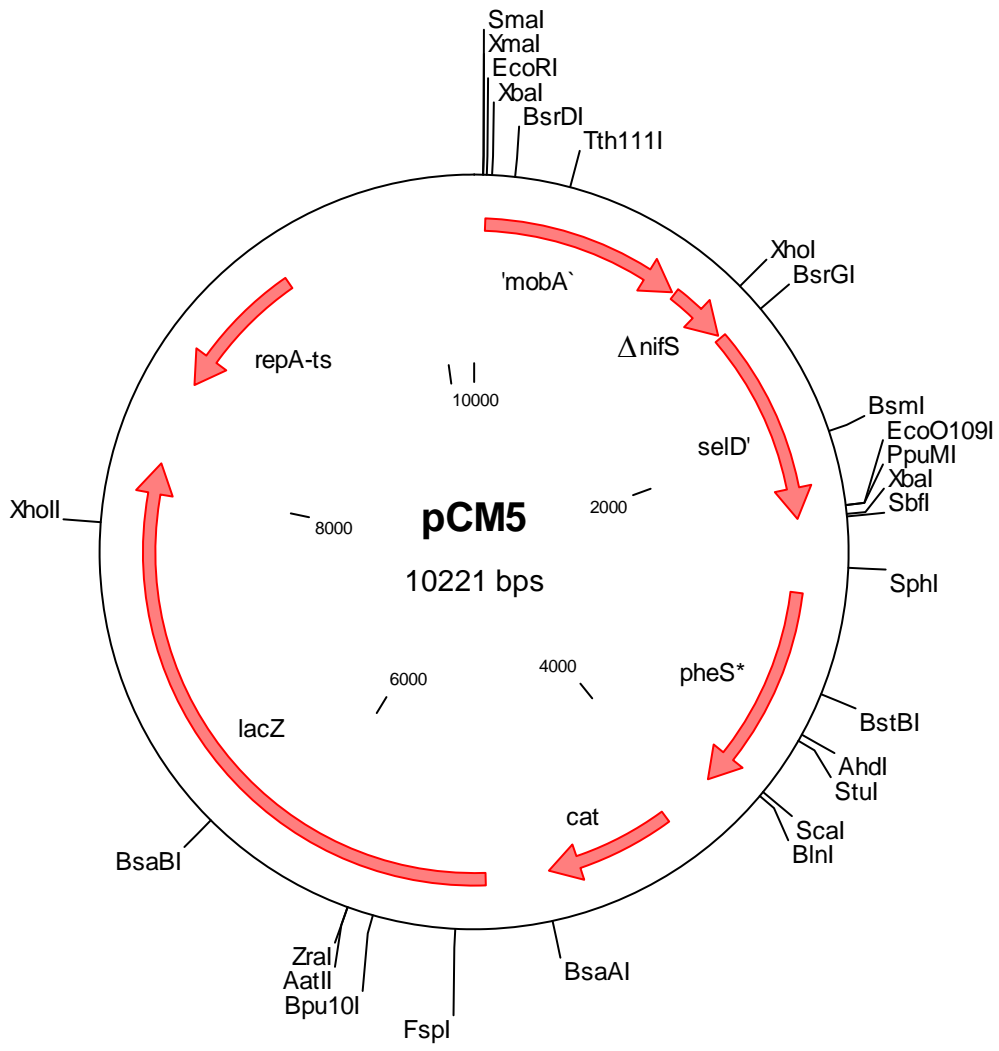 SmaI
XmaI
EcoRI
XbaI
BsrDI
Tth111I
XhoI
BsrGI
'mobA`
ΔnifS
repA-ts
10000
BsmI
EcoO109I
PpuMI
XbaI
SbfI
selD'
XhoII
8000
2000
pCM5
10221 bps
SphI
pheS*
6000
4000
lacZ
BstBI
AhdI
StuI
cat
ScaI
BlnI
BsaBI
ZraI
AatII
Bpu10I
BsaAI
FspI